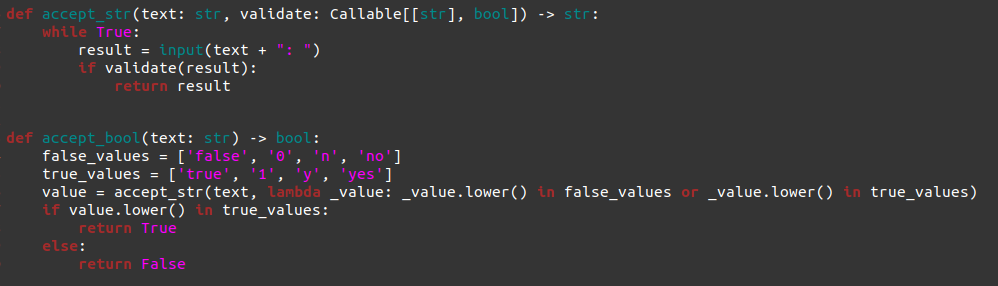 def accept_str(text: str, validate: Callable[[str], bool]) -> str:
    while True:
        result = input(text + ": ")
        if validate(result):
            return result
def accept_bool(text: str) -> bool:
    false_values = ['false', '0', 'n', 'no']
    true_values = ['true', '1', 'y', 'yes']
    value = accept_str(text, lambda _value: _value.lower() in false_values or _value.lower() in true_values)
    if value.lower() in true_values:
        return True
    else:
        return False